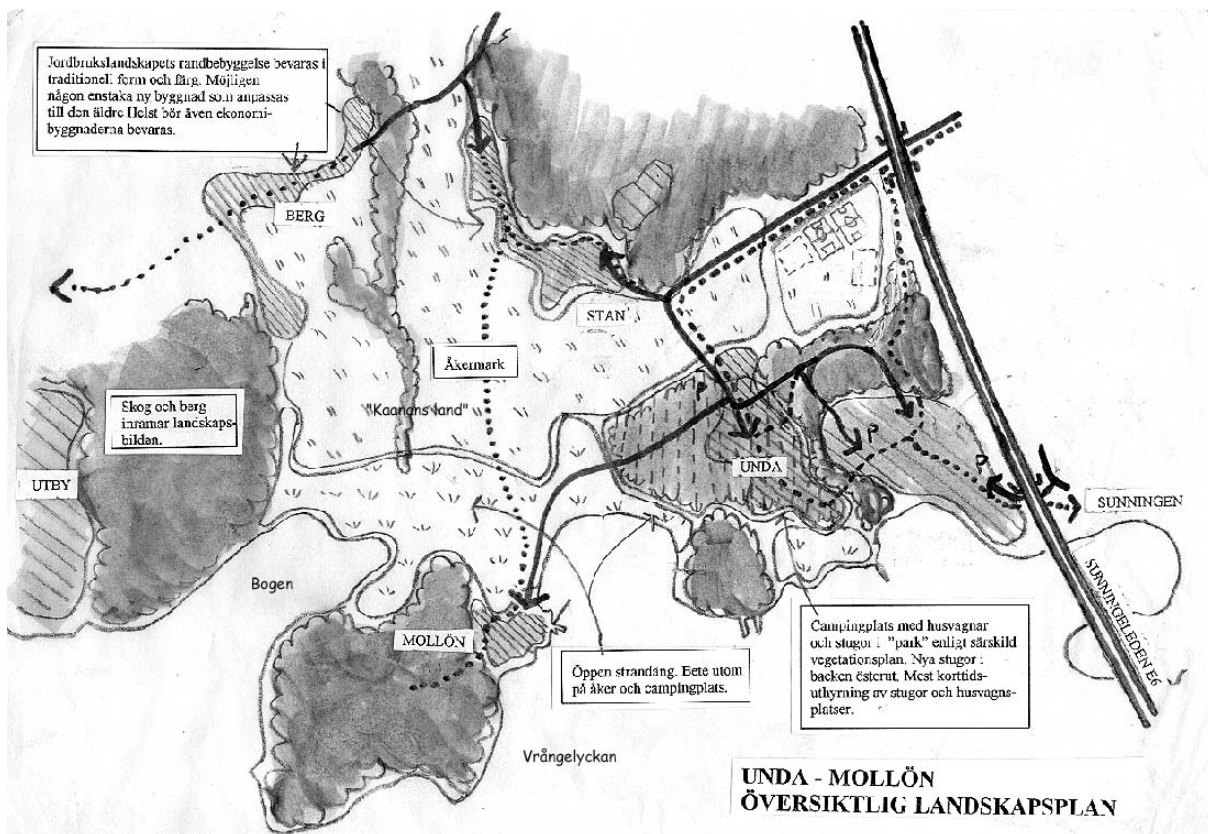 Jordbrukslandskapets randbebyggelse bevaras i
traditionell form och färg. Möjligen
någon enstaka ny byggnad som anpassas
till den äldre Helst bör även ekonomi-
byggnaderna bevaras.
BERG
STAN
Åkermark
"Kaanans land"
Skog och berg
inramar landskaps-
bilden.
UTBY
P
UNDA
P
P
SUNNINGEN
Bogen
Bogen
MOLLÖN
SUNNINGELEDEN E6
Öppen strandäng. Bete utom
på åker och campingplats.
Campingplats med husvagnar
och stugor i "park" enligt särskild
vegetationsplan. Nya stugor i
backen österut. Mest korttids-
uthyrning av stugor och husvagns-
platser.
Vrångelyckan
UNDA - MOLLÖN
ÖVERSIKTLIG LANDSKAPSPLAN